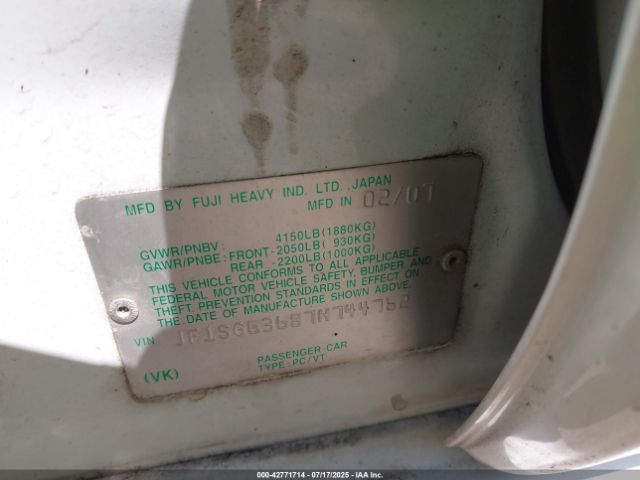 MFD BY FUJI HEAVY IND. LTD., JAPAN
MFD IN 02/07
GVWR/PNBV : 4150LB(1880KG)
GAWR/PNBE: FRONT-2050LB( 930KG)
REAR -2200LB(1000KG)
THIS VEHICLE CONFORMS TO ALL APPLICABLE
FEDERAL MOTOR VEHICLE SAFETY, BUMPER, AND
THEFT PREVENTION STANDARDS IN EFFECT ON
THE DATE OF MANUFACTURE SHOWN ABOVE.
VIN : JF1SG63687H744762
PASSENGER CAR
(VK) TYPE-PC/VT
000-42771714 - 07/17/2025 - IAA Corp.